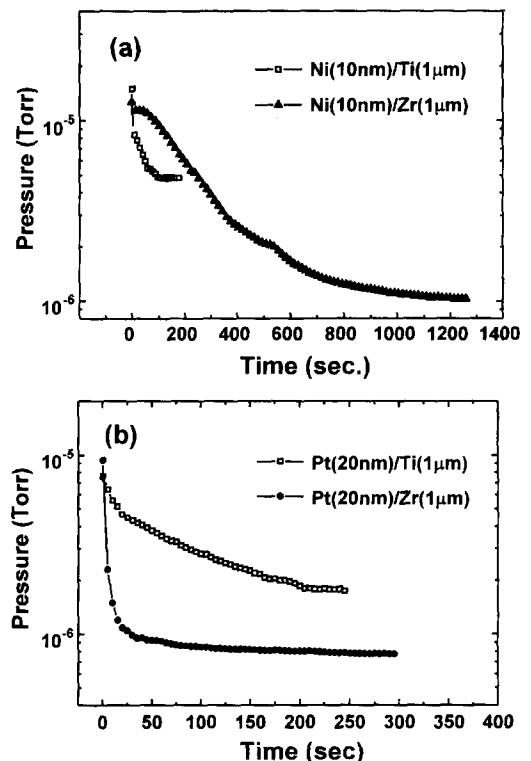 (a)
Ni(10nm)/Ti(1μm)
Ni(10nm)/Zr(1μm)
Pressure (Torr)
10^-5
10^-6
0 200 400 600 800 1000 1200 1400
Time (sec.)
(b)
Pt(20nm)/Ti(1μm)
Pt(20nm)/Zr(1μm)
Pressure (Torr)
10^-5
10^-6
0 50 100 150 200 250 300 350 400
Time (sec)